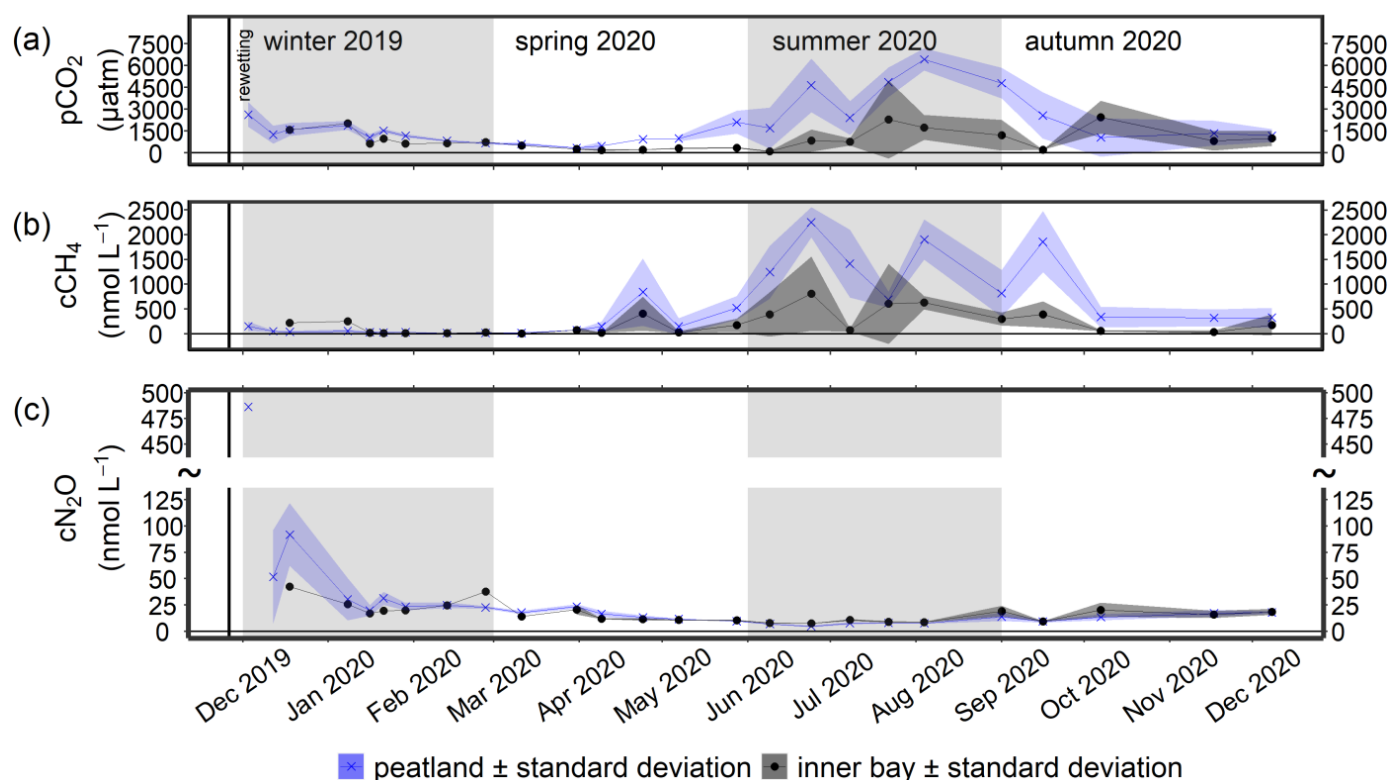 (a)
pCO₂
(µatm)
7500
6000
4500
3000
1500
0
rewetting
winter 2019
spring 2020
summer 2020
autumn 2020
7500
6000
4500
3000
1500
0
(b)
cCH₄
(nmol L⁻¹)
2500
2000
1500
1000
500
0
2500
2000
1500
1000
500
0
(c)
cN₂O
(nmol L⁻¹)
500
475
450
~
125
100
75
50
25
0
500
475
450
~
125
100
75
50
25
0
Dec 2019
Jan 2020
Feb 2020
Mar 2020
Apr 2020
May 2020
Jun 2020
Jul 2020
Aug 2020
Sep 2020
Oct 2020
Nov 2020
Dec 2020
peatland ± standard deviation
inner bay ± standard deviation